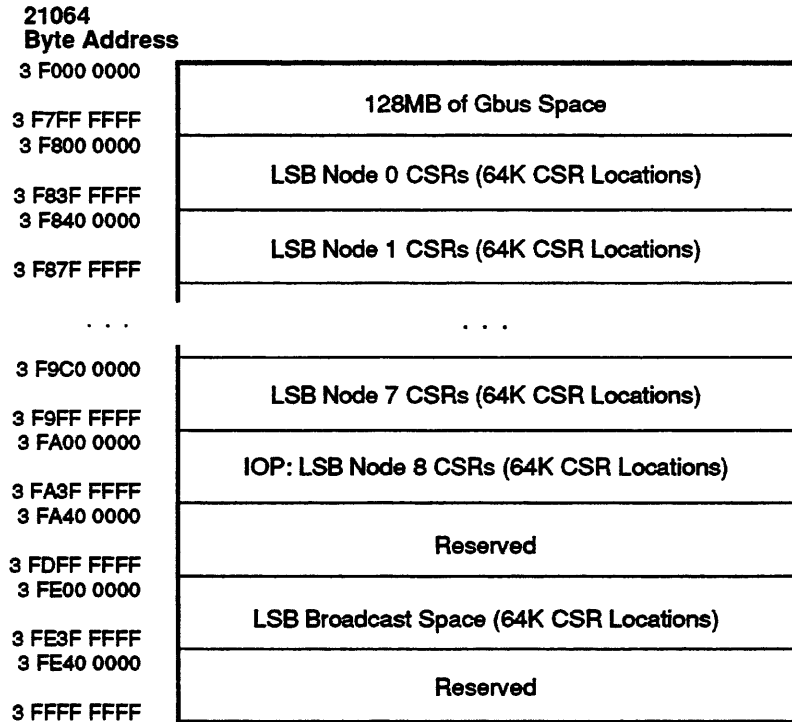 21064
Byte Address
3 F000 0000
128MB of Gbus Space
3 F7FF FFFF
3 F800 0000
LSB Node 0 CSRs (64K CSR Locations)
3 F83F FFFF
3 F840 0000
LSB Node 1 CSRs (64K CSR Locations)
3 F87F FFFF
. . . . . .
3 F9C0 0000
LSB Node 7 CSRs (64K CSR Locations)
3 F9FF FFFF
3 FA00 0000
IOP: LSB Node 8 CSRs (64K CSR Locations)
3 FA3F FFFF
3 FA40 0000
Reserved
3 FDFF FFFF
3 FE00 0000
LSB Broadcast Space (64K CSR Locations)
3 FE3F FFFF
3 FE40 0000
Reserved
3 FFFF FFFF